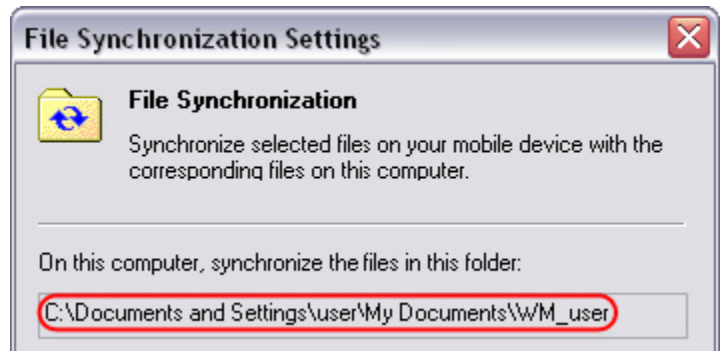 File Synchronization Settings
File Synchronization
Synchronize selected files on your mobile device with the
corresponding files on this computer.
On this computer, synchronize the files in this folder:
C:\Documents and Settings\user\My Documents\WM_user